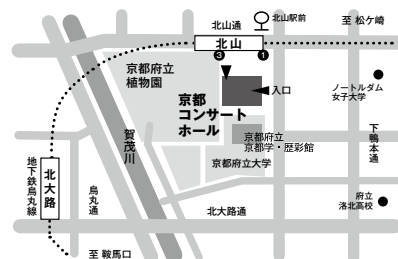 北山通
北山駅前
至 松ケ崎
北山
3
1
京都府立
植物園
入口
京都
コンサート
ホール
ノートルダム
女子大学
賀茂川
京都府立
京都学・歴彩館
京都府立大学
下鴨本通
地下鉄烏丸線
北大路
烏丸通
北大路通
府立
洛北高校
至 鞍馬口